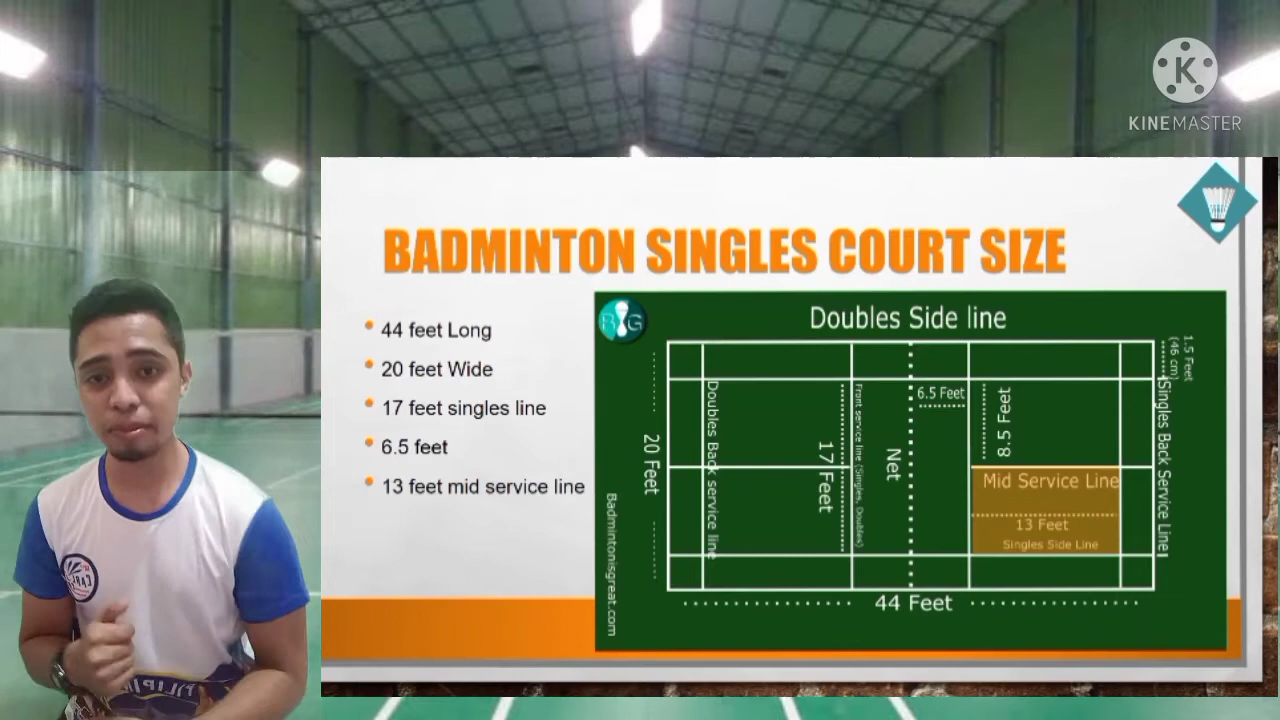 KINEMASTER
BADMINTON SINGLES COURT SIZE
44 feet Long
20 feet Wide
17 feet singles line
6.5 feet
13 feet mid service line
Doubles Side line
1.5 Feet
(46 cm)
6.5 Feet
8.5 Feet
Doubles Back service line
Front service line (Singles, Doubles)
20 Feet
17 Feet
Net
Mid Service Line
13 Feet
Singles Side Line
Singles Back Service Line
44 Feet
Badmintonisgreat.com